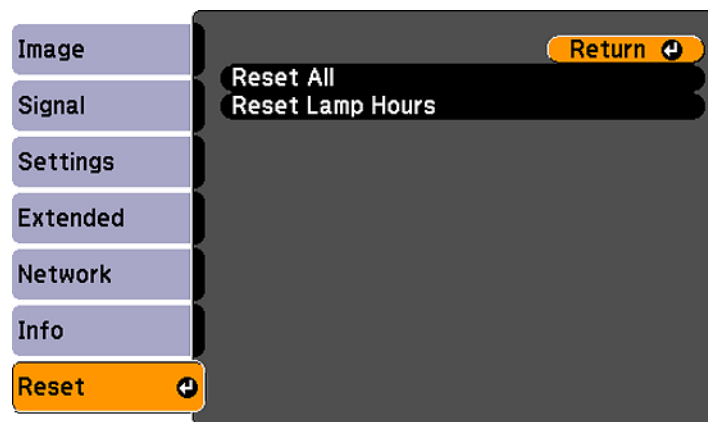 Image
Signal
Settings
Extended
Network
Info
Reset
Return
Reset All
Reset Lamp Hours